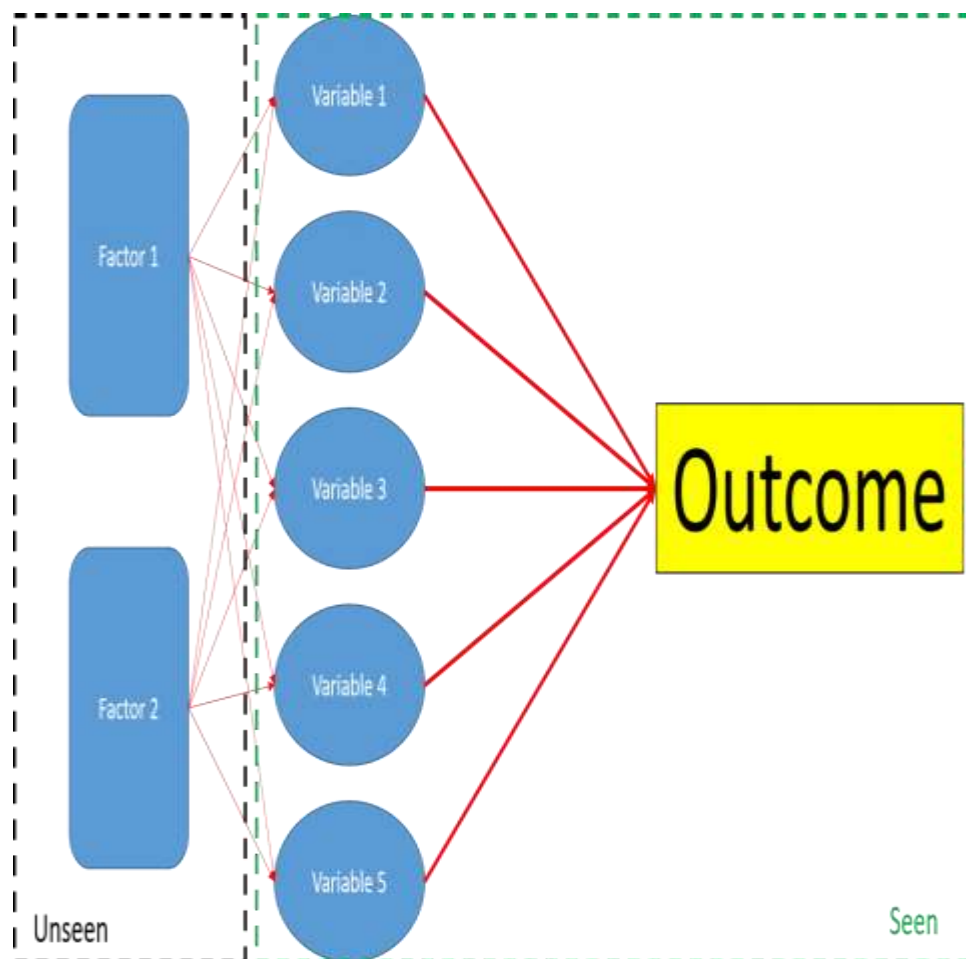 Factor 1
Factor 2
Unseen
Variable 1
Variable 2
Variable 3
Variable 4
Variable 5
Outcome
Seen